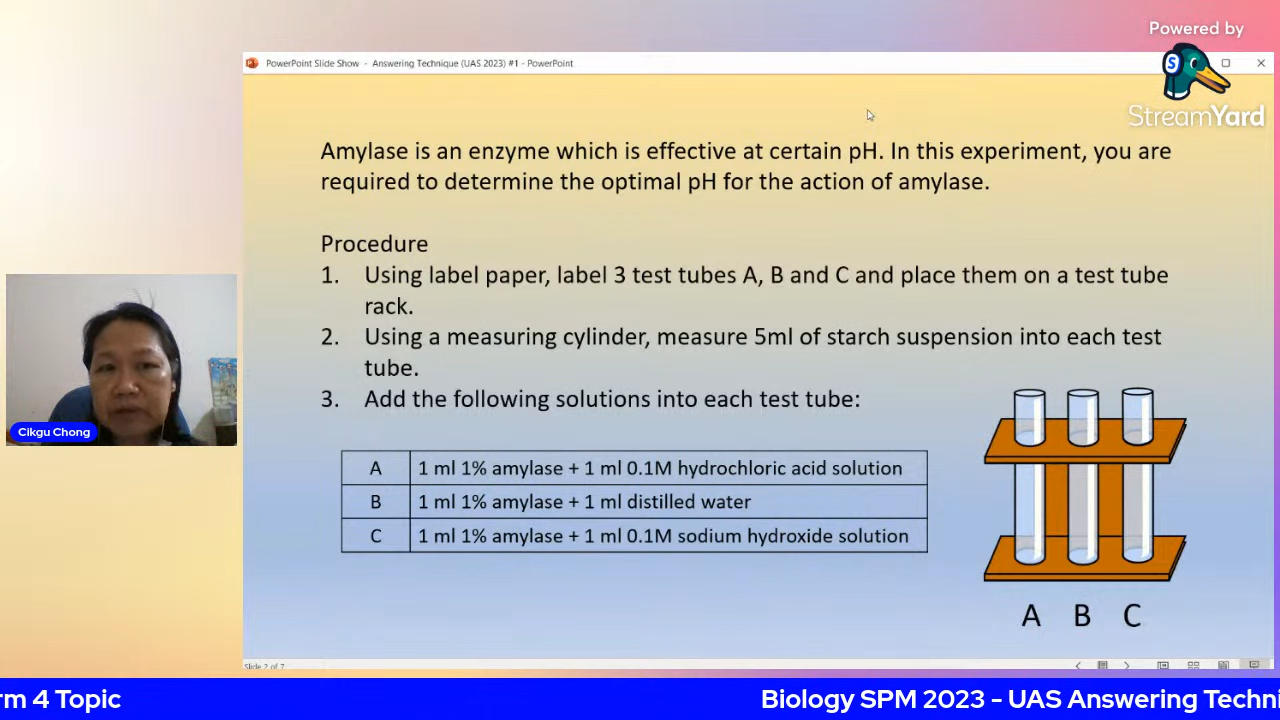 Powered by
StreamYard
PowerPoint Slide Show - Answering Technique (UAS 2023) #1 - PowerPoint
Amylase is an enzyme which is effective at certain pH. In this experiment, you are
required to determine the optimal pH for the action of amylase.
Procedure
1. Using label paper, label 3 test tubes A, B and C and place them on a test tube
rack.
2. Using a measuring cylinder, measure 5ml of starch suspension into each test
tube.
3. Add the following solutions into each test tube:
A 1 ml 1% amylase + 1 ml 0.1M hydrochloric acid solution
B 1 ml 1% amylase + 1 ml distilled water
C 1 ml 1% amylase + 1 ml 0.1M sodium hydroxide solution
A B C
Cikgu Chong
Slide 2 of 7
rm 4 Topic
Biology SPM 2023 - UAS Answering Techni